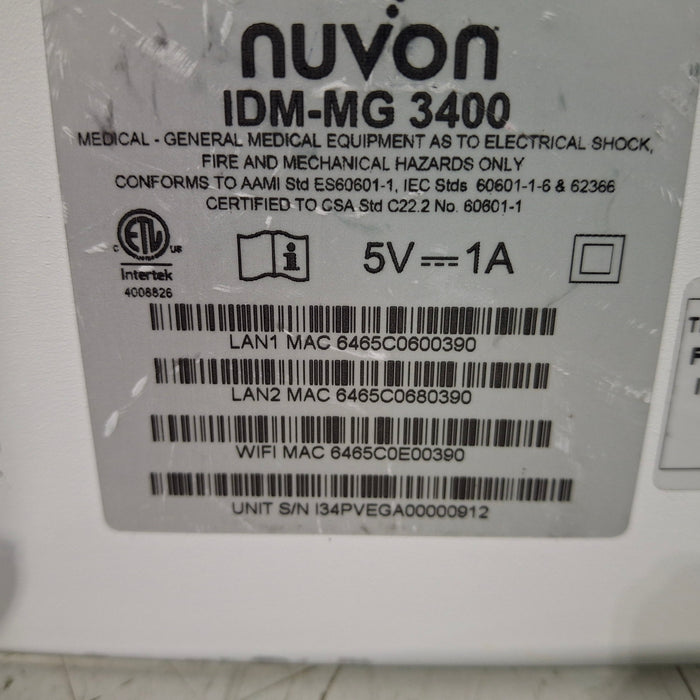 nuvon
IDM-MG 3400
MEDICAL - GENERAL MEDICAL EQUIPMENT AS TO ELECTRICAL SHOCK,
FIRE AND MECHANICAL HAZARDS ONLY
CONFORMS TO AAMI Std ES60601-1, IEC Stds 60601-1-6 & 62366
CERTIFIED TO CSA Std C22.2 No. 60601-1
C ETL US
Intertek
4008826
i
5V 1A
LAN1 MAC 6465C0600390
LAN2 MAC 6465C0680390
WIFI MAC 6465C0E00390
UNIT S/N I34PVEGA00000912